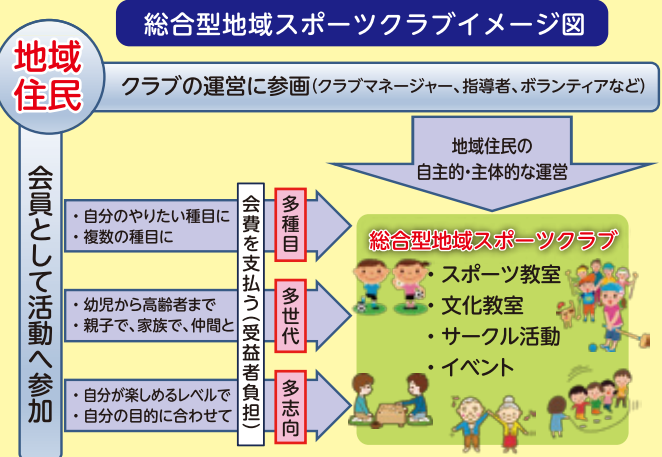 総合型地域スポーツクラブイメージ図
地域
住民
クラブの運営に参画(クラブマネージャー、指導者、ボランティアなど)
地域住民の
自主的・主体的な運営
会員として活動へ参加
・自分のやりたい種目に
・複数の種目に
・幼児から高齢者まで
・親子で、家族で、仲間と
・自分が楽しめるレベルで
・自分の目的に合わせて
会費を支払う(受益者負担)
多種目
多世代
多志向
総合型地域スポーツクラブ
・スポーツ教室
・文化教室
・サークル活動
・イベント